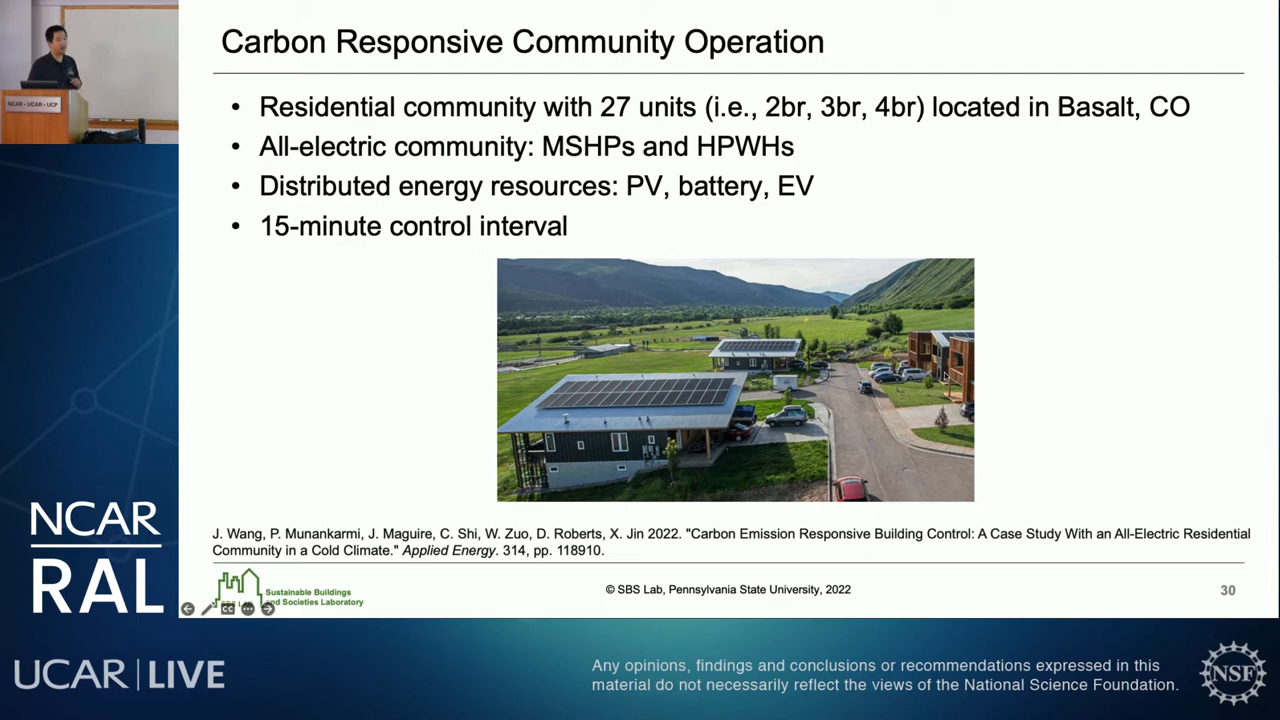 Carbon Responsive Community Operation
NCAR • UCAR • UCP
• Residential community with 27 units (i.e., 2br, 3br, 4br) located in Basalt, CO
• All-electric community: MSHPs and HPWHs
• Distributed energy resources: PV, battery, EV
• 15-minute control interval
J. Wang, P. Munankarmi, J. Maguire, C. Shi, W. Zuo, D. Roberts, X. Jin 2022. "Carbon Emission Responsive Building Control: A Case Study With an All-Electric Residential
Community in a Cold Climate." Applied Energy. 314, pp. 118910.
NCAR
RAL
Sustainable Buildings
and Societies Laboratory
© SBS Lab, Pennsylvania State University, 2022
30
UCAR | LIVE
Any opinions, findings and conclusions or recommendations expressed in this
material do not necessarily reflect the views of the National Science Foundation.
NSF